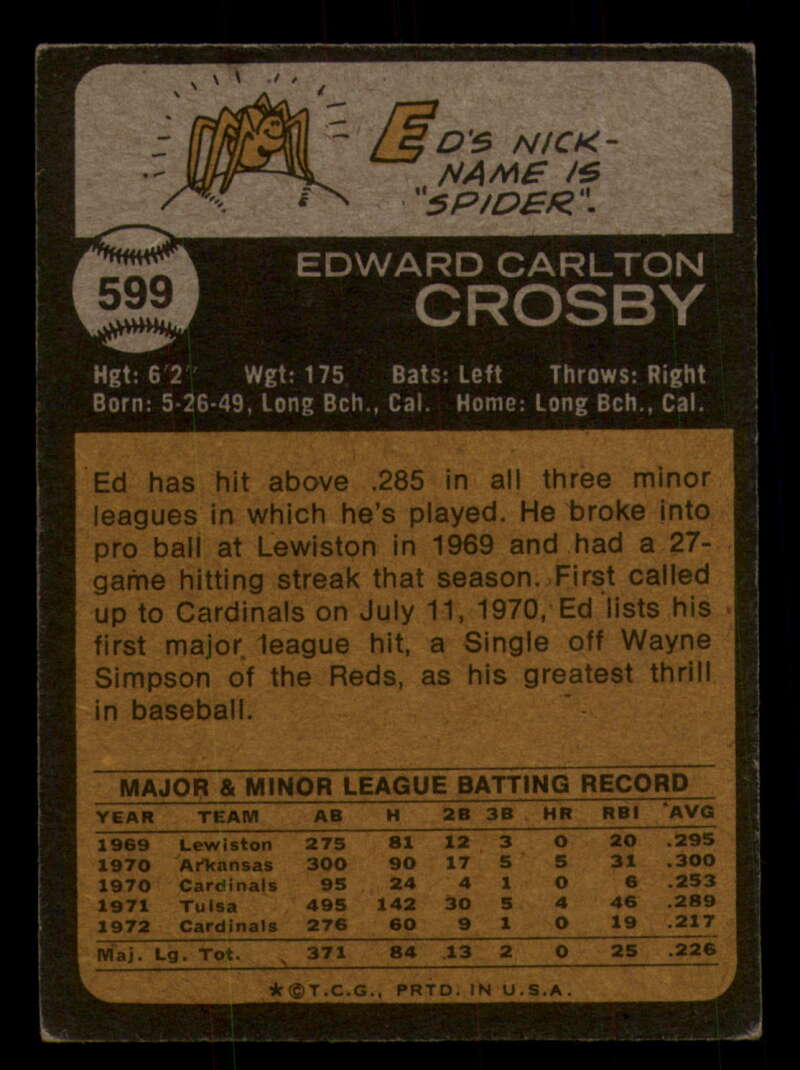 ED'S NICK-
NAME IS
"SPIDER".
599
EDWARD CARLTON
CROSBY
Hgt: 6'2" Wgt: 175 Bats: Left Throws: Right
Born: 5-26-49, Long Bch., Cal. Home: Long Bch., Cal.
Ed has hit above .285 in all three minor
leagues in which he's played. He broke into
pro ball at Lewiston in 1969 and had a 27-
game hitting streak that season. First called
up to Cardinals on July 11, 1970, Ed lists his
first major league hit, a Single off Wayne
Simpson of the Reds, as his greatest thrill
in baseball.
MAJOR & MINOR LEAGUE BATTING RECORD
YEAR TEAM AB H 2B 3B HR RBI AVG
1969 Lewiston 275 81 12 3 0 20 .295
1970 Arkansas 300 90 17 5 5 31 .300
1970 Cardinals 95 24 4 1 0 6 .253
1971 Tulsa 495 142 30 5 4 46 .289
1972 Cardinals 276 60 9 1 0 19 .217
Maj. Lg. Tot. 371 84 13 2 0 25 .226
*©T.C.G., PRTD. IN U.S.A.